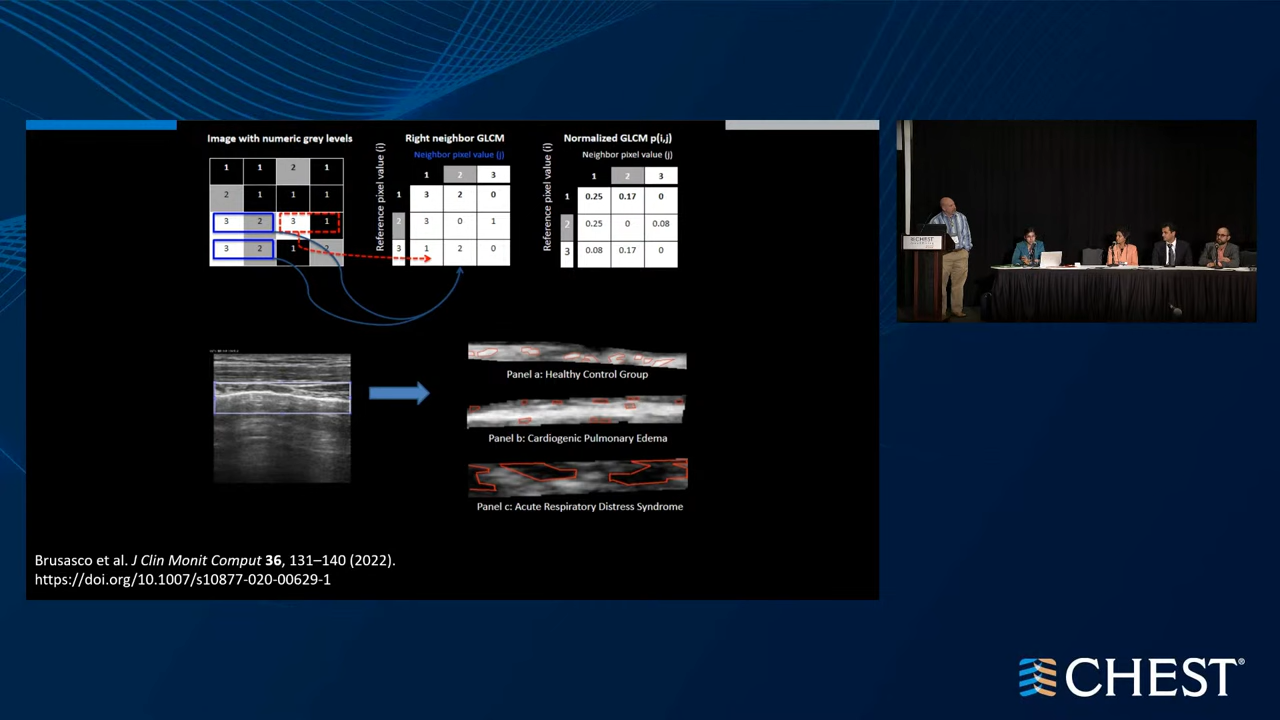 Image with numeric grey levels
1 1 2 1
2 1 1 1
3 2 3 1
3 2 1 2
Right neighbor GLCM
Neighbor pixel value (j)
Reference pixel value (i)
1 2 3
1 3 2 0
2 3 0 1
3 1 2 0
Normalized GLCM p(i,j)
Neighbor pixel value (j)
Reference pixel value (i)
1 2 3
1 0.25 0.17 0
2 0.25 0 0.08
3 0.08 0.17 0
Panel a: Healthy Control Group
Panel b: Cardiogenic Pulmonary Edema
Panel c: Acute Respiratory Distress Syndrome
Brusasco et al. J Clin Monit Comput 36, 131–140 (2022).
https://doi.org/10.1007/s10877-020-00629-1
CHEST
CHEST®